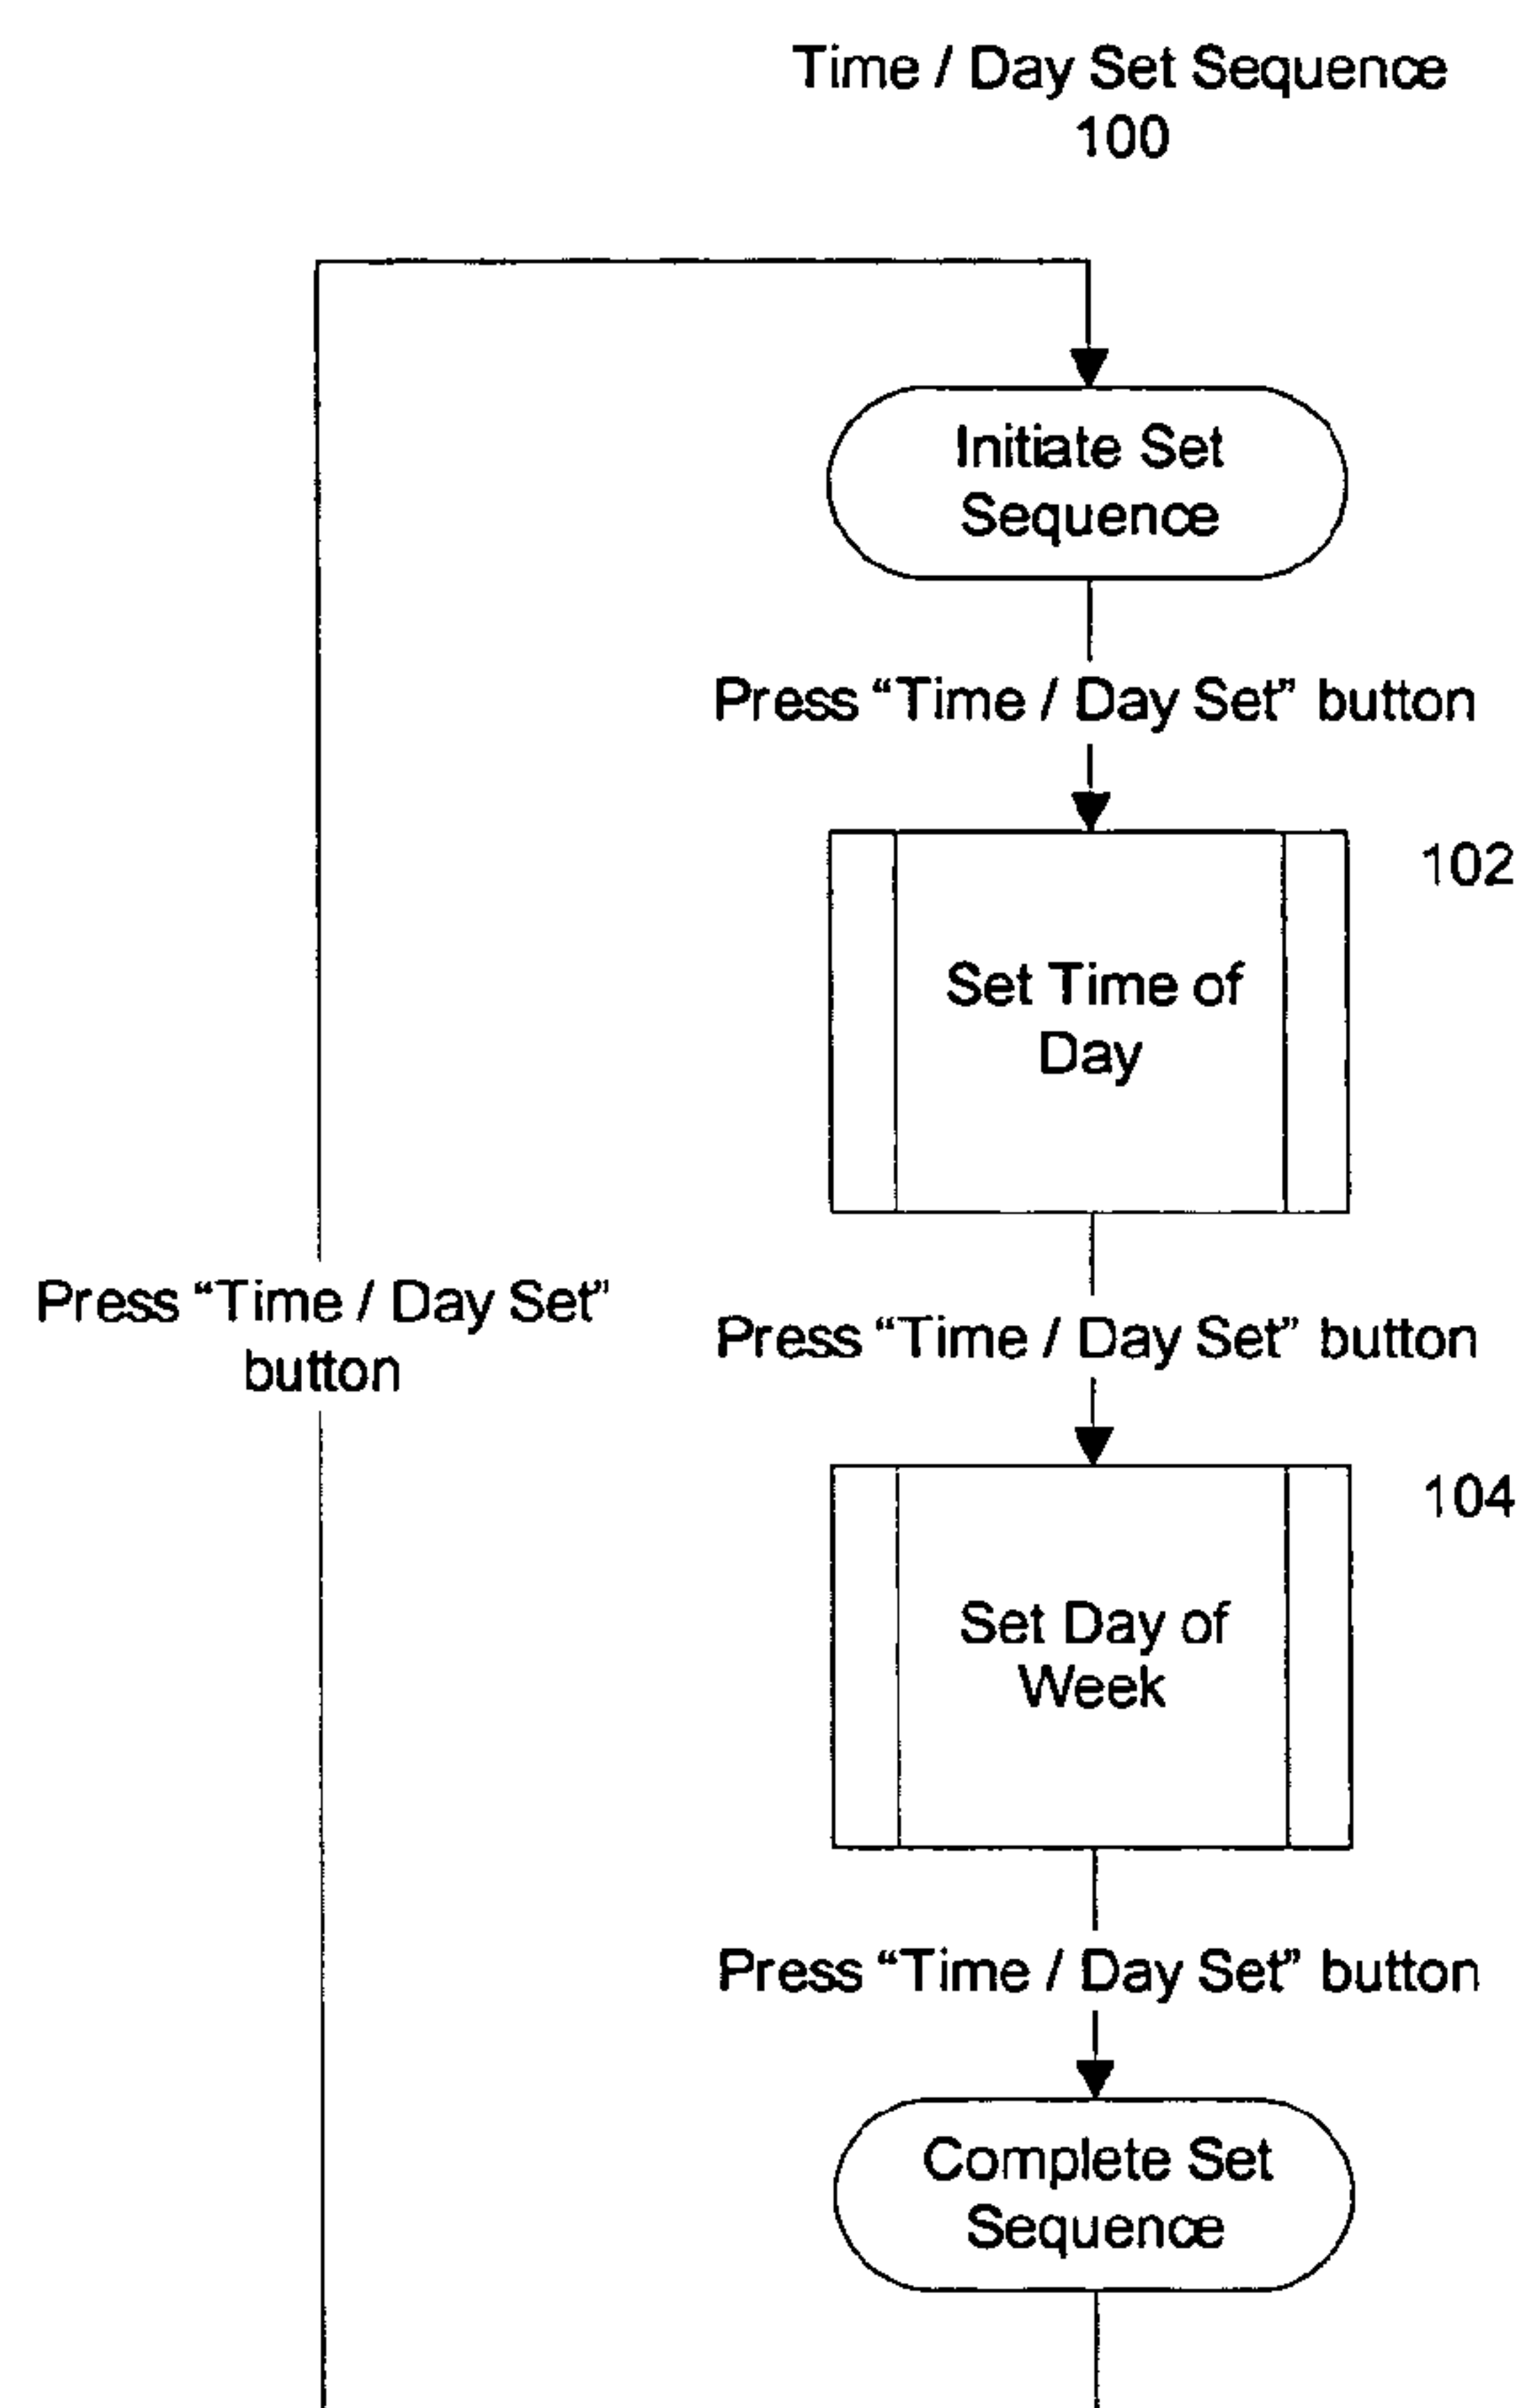 Time / Day Set Sequence
100
Initiate Set
Sequence
Press “Time / Day Set” button
102
Set Time of
Day
Press “Time / Day Set”
button
Press “Time / Day Set” button
104
Set Day of
Week
Press “Time / Day Set” button
Complete Set
Sequence